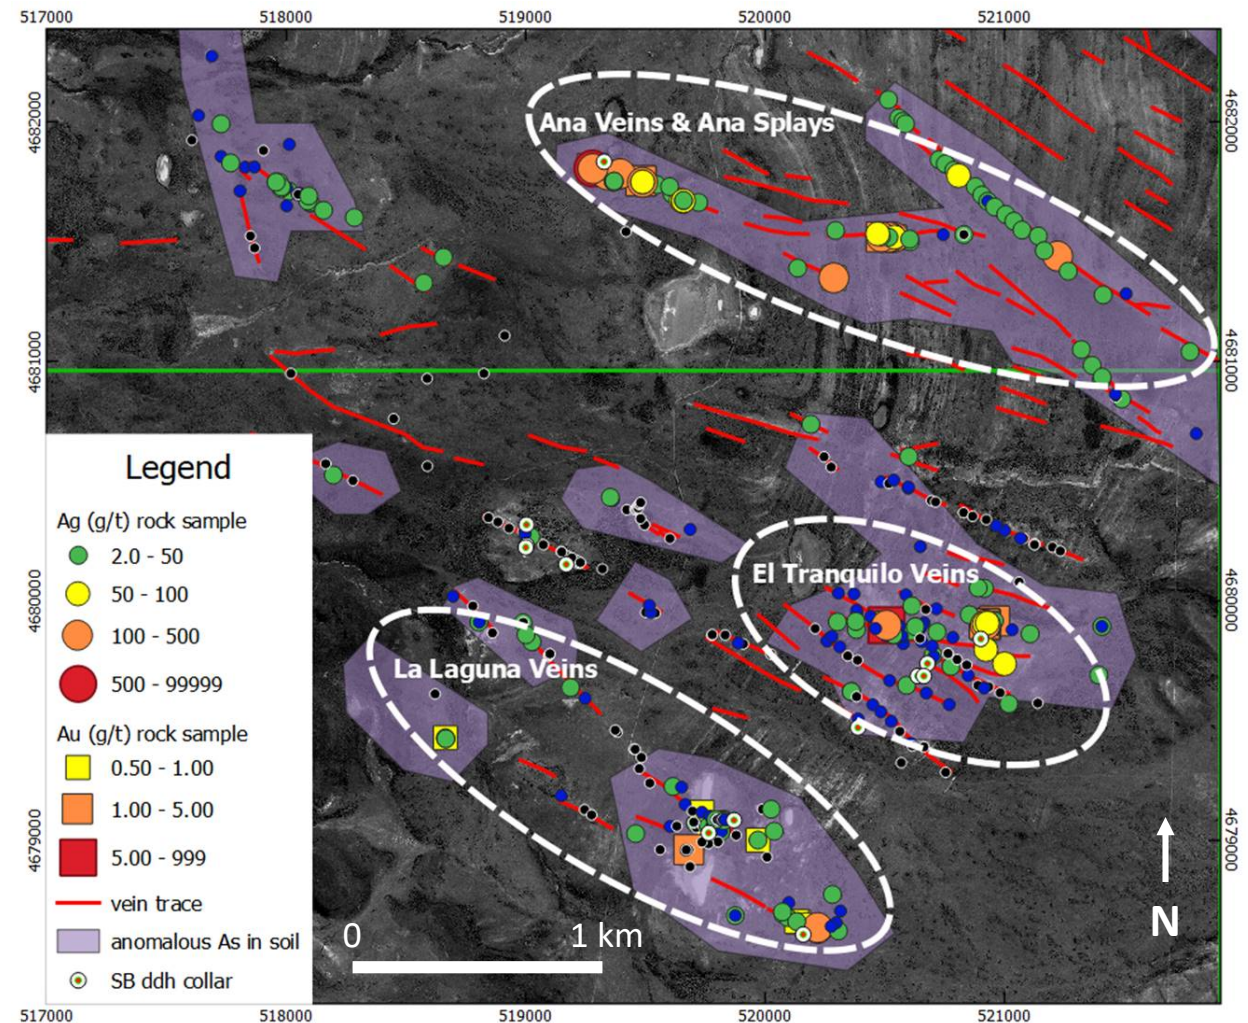 517000 518000 519000 520000 521000
4682000
4682000
Ana Veins & Ana Splays
4681000
4681000
Legend
Ag (g/t) rock sample
2.0 - 50
50 - 100
100 - 500
500 - 99999
Au (g/t) rock sample
0.50 - 1.00
1.00 - 5.00
5.00 - 999
vein trace
anomalous As in soil
SB ddh collar
El Tranquilo Veins
4680000
4680000
La Laguna Veins
4679000
4679000
0 1 km
N
517000 518000 519000 520000 521000